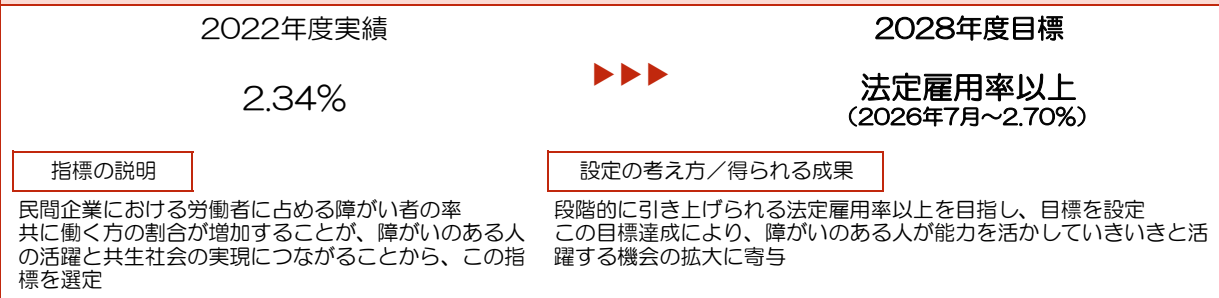 2022年度実績
2.34%
▶▶▶
2028年度目標
法定雇用率以上
（2026年7月～2.70%）
指標の説明
民間企業における労働者に占める障がい者の率
共に働く方の割合が増加することが、障がいのある人
の活躍と共生社会の実現につながることから、この指
標を選定
設定の考え方／得られる成果
段階的に引き上げられる法定雇用率以上を目指し、目標を設定
この目標達成により、障がいのある人が能力を活かしていきいきと活
躍する機会の拡大に寄与